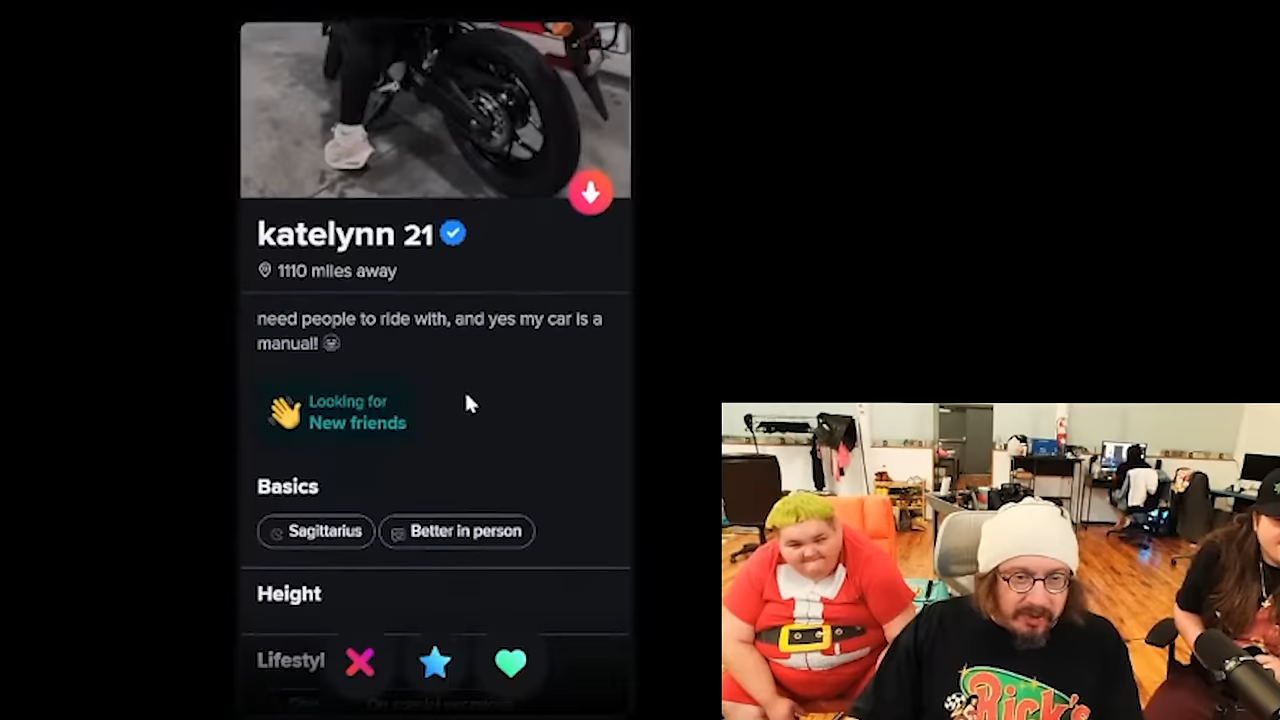 katelynn 21
1110 miles away
need people to ride with, and yes my car is a
manual!
Looking for
New friends
Basics
Sagittarius
Better in person
Height
Lifestyl
Rick's